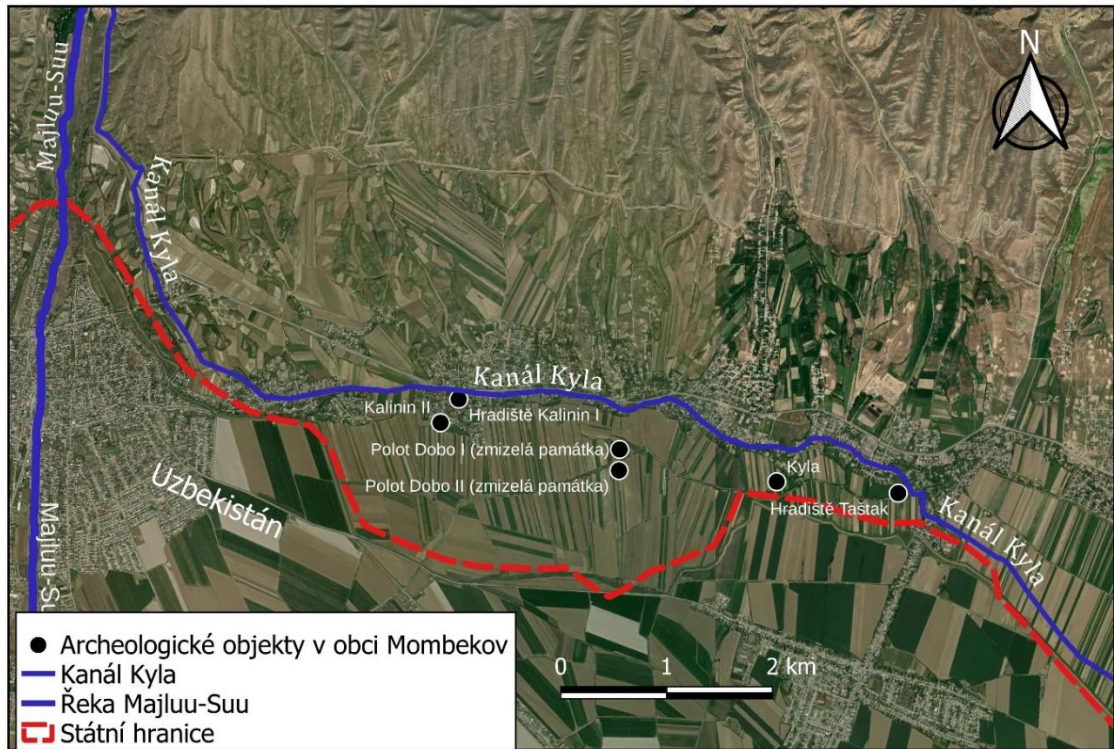 Majluu-Suu
N
Kanál Kyla
Kanál Kyla
Kalinin II
Hradiště Kalinin I
Polot Dobo I (zmizelá památka)
Polot Dobo II (zmizelá památka)
Kyla
Hradiště Taštak
Kanál Kyla
Uzbekistán
Majluu-Su
Archeologické objekty v obci Mombekov
Kanál Kyla
Řeka Majluu-Suu
Státní hranice
0 1 2 km